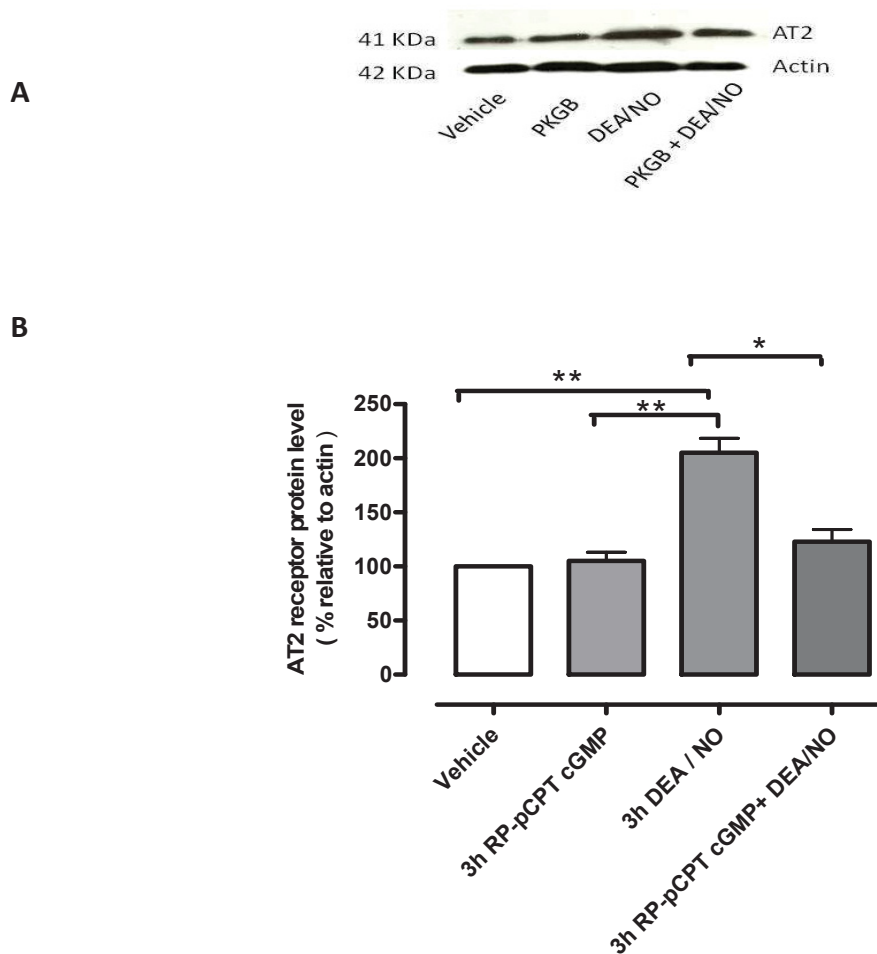 A
41 KDa
AT2
42 KDa
Actin
Vehicle
PKGB
DEA/NO
PKGB + DEA/NO
B
*
**
**
AT2 receptor protein level
( % relative to actin )
250
200
150
100
50
0
Vehicle
3h RP-pCPT cGMP
3h DEA / NO
3h RP-pCPT cGMP+ DEA/NO